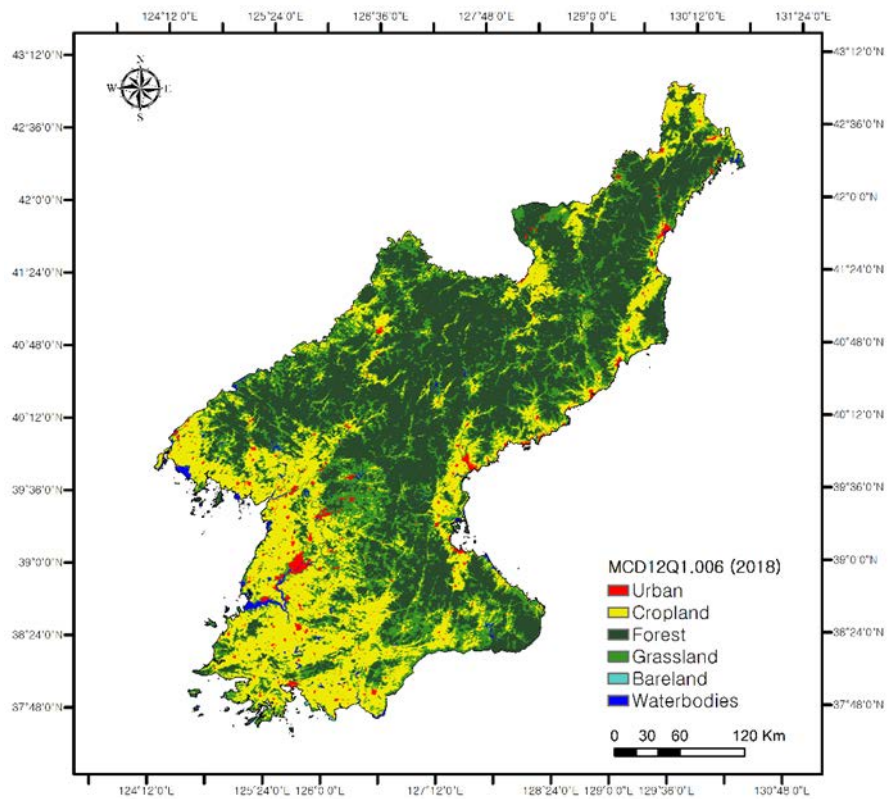 124°12'0"E 125°24'0"E 126°36'0"E 127°48'0"E 129°0'0"E 130°12'0"E 131°24'0"E
43°12'0"N 43°12'0"N
N
W E
S
42°36'0"N 42°36'0"N
42°0'0"N 42°0'0"N
41°24'0"N 41°24'0"N
40°48'0"N 40°48'0"N
40°12'0"N 40°12'0"N
39°36'0"N 39°36'0"N
39°0'0"N 39°0'0"N
MCD12Q1.006 (2018)
Urban
Cropland
Forest
38°24'0"N 38°24'0"N
Grassland
Bareland
Waterbodies
37°48'0"N 37°48'0"N
0 30 60 120 Km
124°12'0"E 125°24'0"E 126°0'0"E 127°12'0"E 128°24'0"E 129°0'0"E 129°36'0"E 130°48'0"E